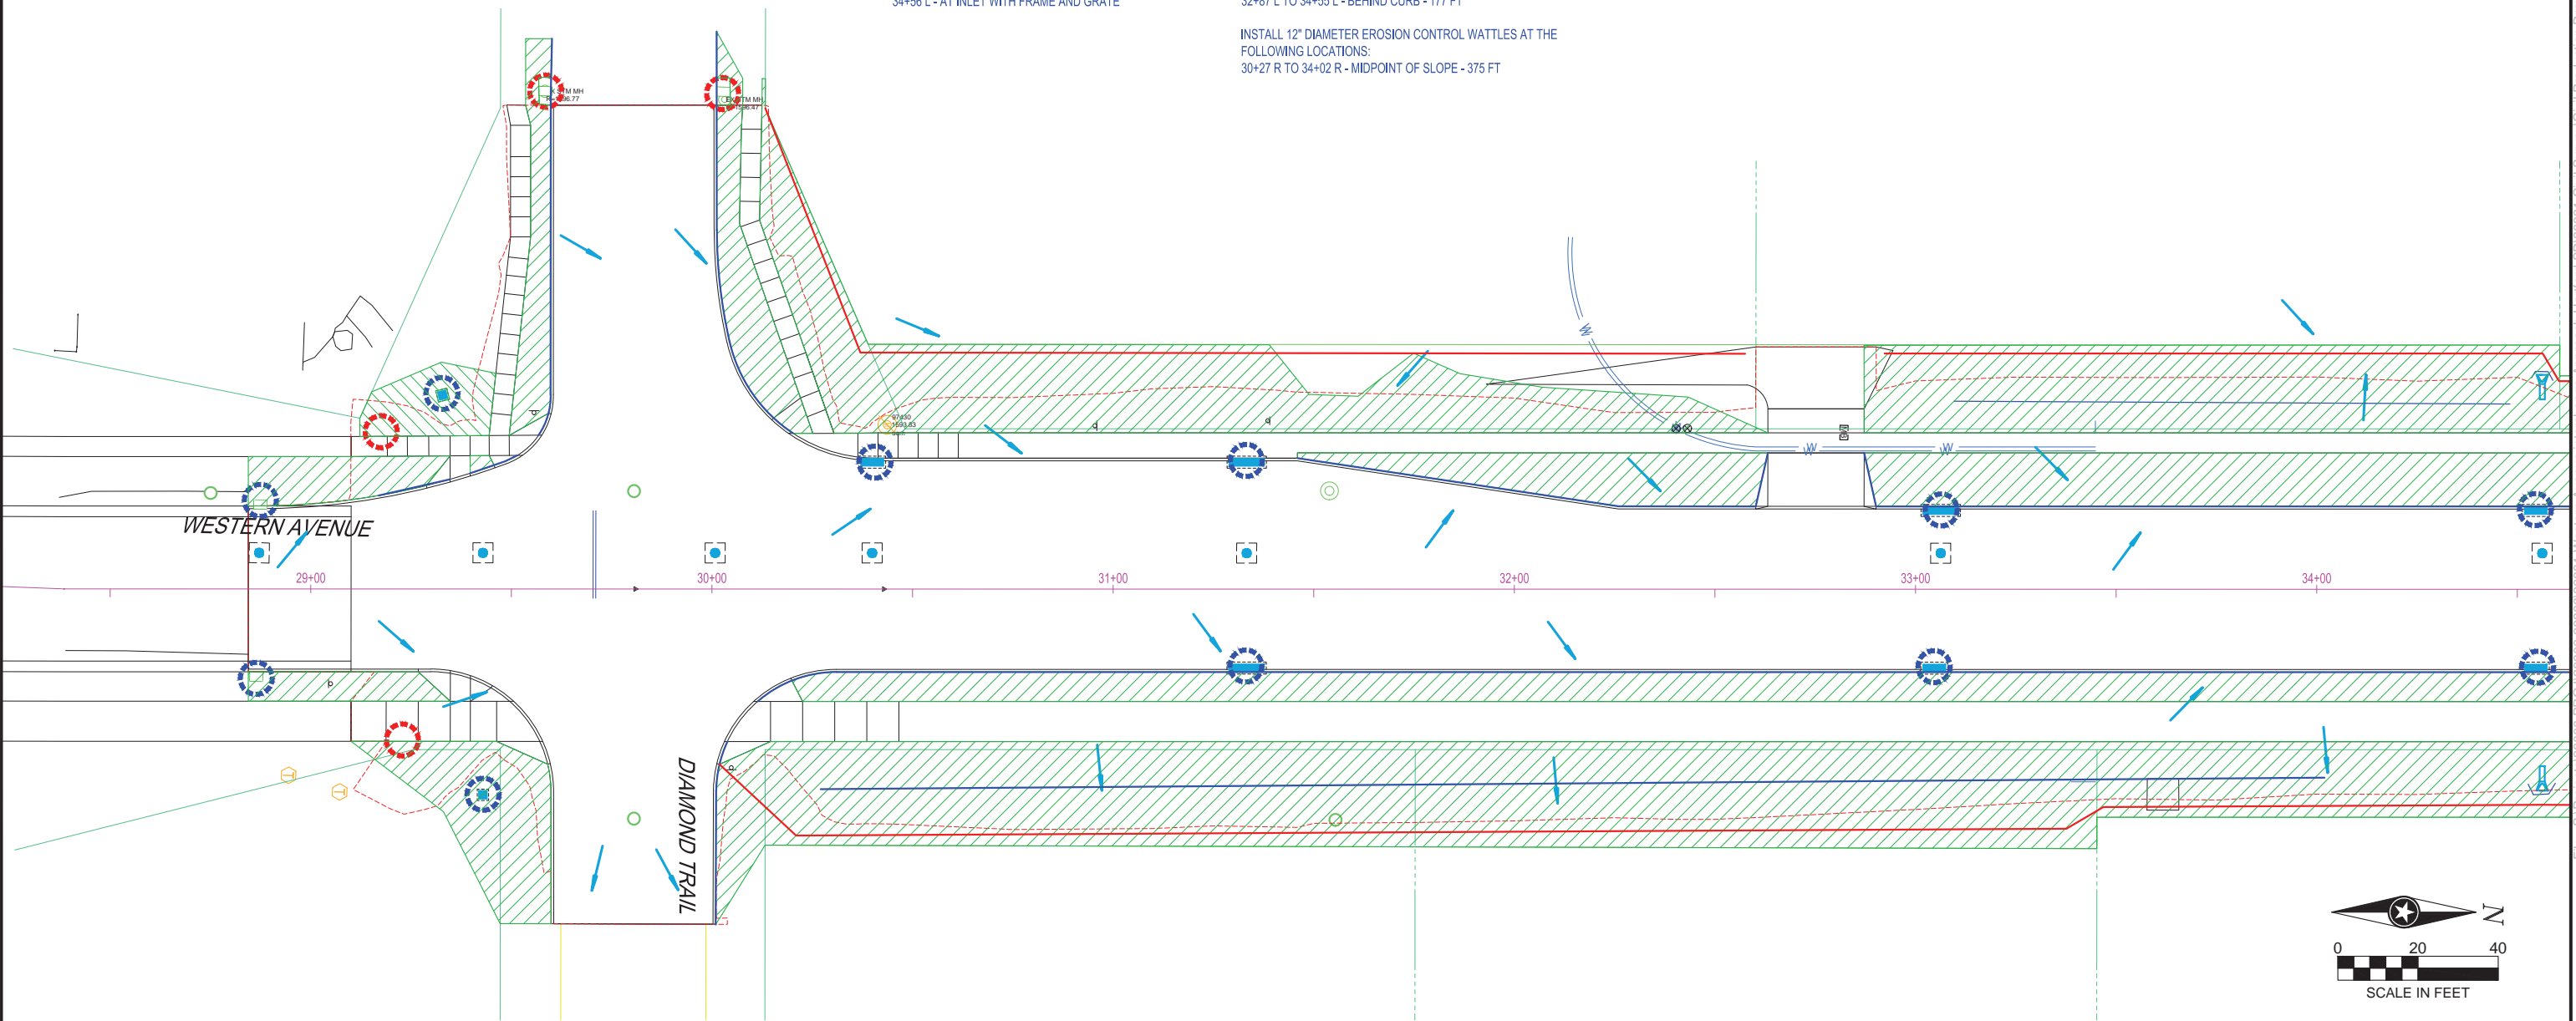 34+56 L - AT INLET WITH FRAME AND GRATE
32+87 L TO 34+55 L - BEHIND CURB - 177 FT
INSTALL 12" DIAMETER EROSION CONTROL WATTLES AT THE
FOLLOWING LOCATIONS:
30+27 R TO 34+02 R - MIDPOINT OF SLOPE - 375 FT
WESTERN AVENUE
29+00
30+00
31+00
32+00
33+00
34+00
W
W
W
DIAMOND TRAIL
N
0 20 40
SCALE IN FEET